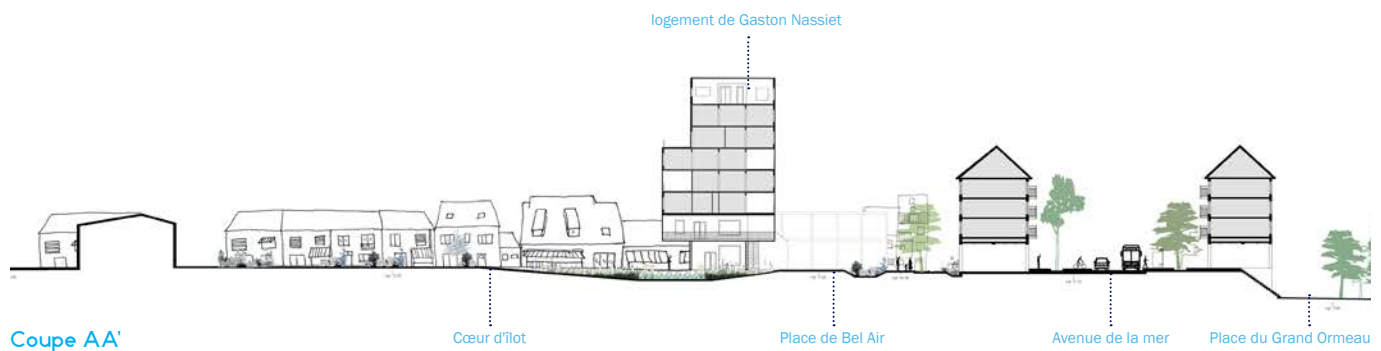 logement de Gaston Nassiet
Coupe AA'
Cœur d'îlot
Place de Bel Air
Avenue de la mer
Place du Grand Ormeau